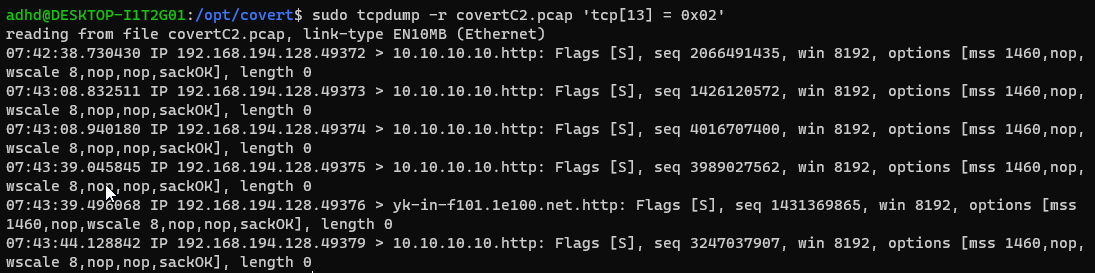 adhd@DESKTOP-I1T2G01:/opt/covert$ sudo tcpdump -r covertC2.pcap 'tcp[13] = 0x02'
reading from file covertC2.pcap, link-type EN10MB (Ethernet)
07:42:38.730430 IP 192.168.194.128.49372 > 10.10.10.10.http: Flags [S], seq 2066491435, win 8192, options [mss 1460,nop,
wscale 8,nop,nop,sackOK], length 0
07:43:08.832511 IP 192.168.194.128.49373 > 10.10.10.10.http: Flags [S], seq 1426120572, win 8192, options [mss 1460,nop,
wscale 8,nop,nop,sackOK], length 0
07:43:08.940180 IP 192.168.194.128.49374 > 10.10.10.10.http: Flags [S], seq 4016707400, win 8192, options [mss 1460,nop,
wscale 8,nop,nop,sackOK], length 0
07:43:39.045845 IP 192.168.194.128.49375 > 10.10.10.10.http: Flags [S], seq 3989027562, win 8192, options [mss 1460,nop,
wscale 8,nop,nop,sackOK], length 0
07:43:39.496068 IP 192.168.194.128.49376 > yk-in-f101.1e100.net.http: Flags [S], seq 1431369865, win 8192, options [mss
1460,nop,wscale 8,nop,nop,sackOK], length 0
07:43:44.128842 IP 192.168.194.128.49379 > 10.10.10.10.http: Flags [S], seq 3247037907, win 8192, options [mss 1460,nop,
wscale 8,nop,nop,sackOK], length 0